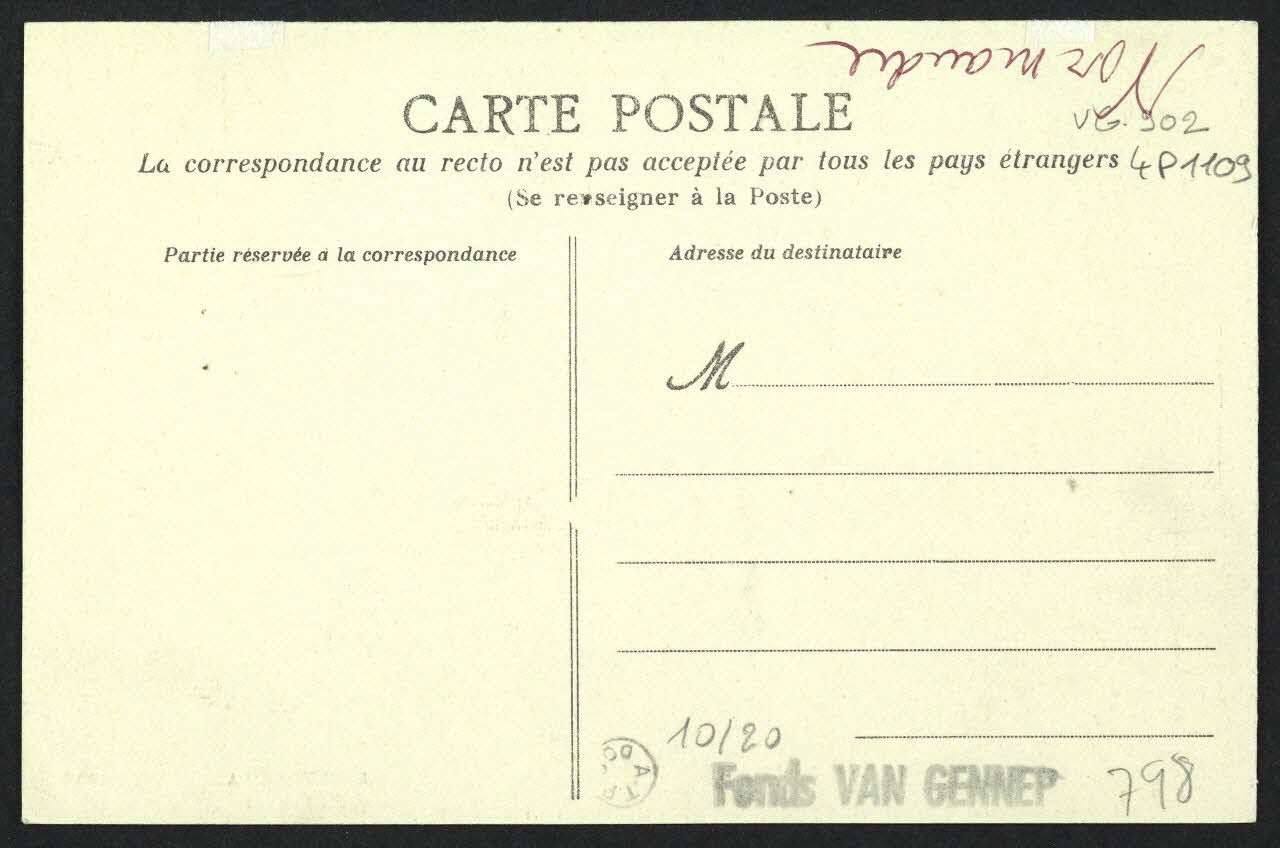 Normandie
CARTE POSTALE
VG.902
La correspondance au recto n'est pas acceptée par tous les pays étrangers
4P1109
(Se renseigner à la Poste)
Partie réservée à la correspondance
Adresse du destinataire
M
10/20
Fonds VAN GENNEP
798